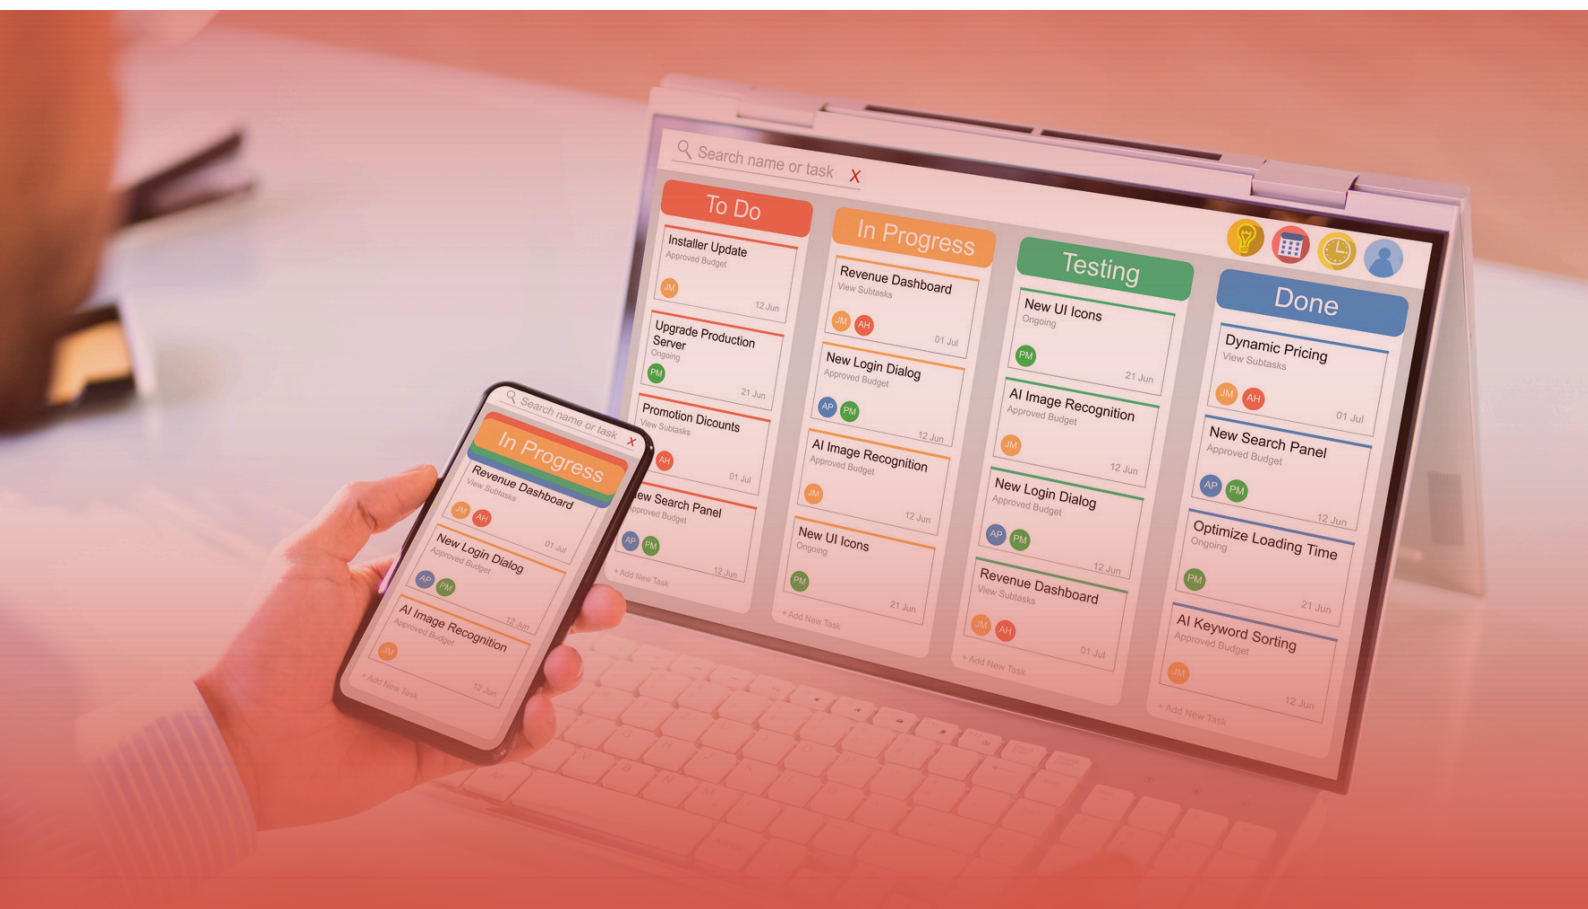 Search name or task X
To Do
Installer Update
Approved Budget
JM
12 Jun
Upgrade Production
Server
Ongoing
PM
21 Jun
Promotion Dicounts
View Subtasks
AH
01 Jul
New Search Panel
Approved Budget
AP PM
12 Jun
+ Add New Task
In Progress
Revenue Dashboard
View Subtasks
JM AH
01 Jul
New Login Dialog
Approved Budget
AP PM
12 Jun
AI Image Recognition
Approved Budget
JM
12 Jun
New UI Icons
Ongoing
PM
21 Jun
+ Add New Task
Testing
New UI Icons
Ongoing
PM
21 Jun
AI Image Recognition
Approved Budget
JM
12 Jun
New Login Dialog
Approved Budget
AP PM
12 Jun
Revenue Dashboard
View Subtasks
JM AH
01 Jul
+ Add New Task
Done
Dynamic Pricing
View Subtasks
JM AH
01 Jul
New Search Panel
Approved Budget
AP PM
12 Jun
Optimize Loading Time
Ongoing
PM
21 Jun
AI Keyword Sorting
Approved Budget
JM
12 Jun
+ Add New Task
Search name or task X
In Progress
Revenue Dashboard
View Subtasks
JM AH
01 Jul
New Login Dialog
Approved Budget
AP PM
12 Jun
AI Image Recognition
Approved Budget
JM
12 Jun
+ Add New Task